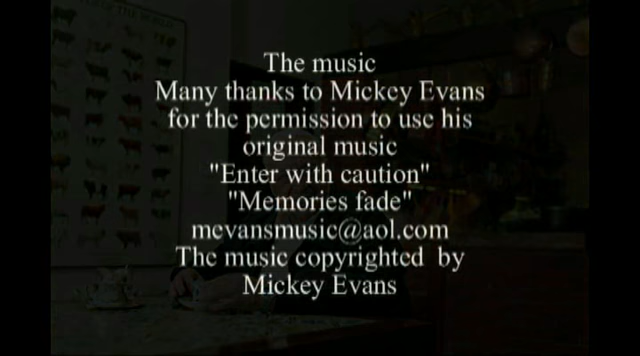 The music
Many thanks to Mickey Evans
for the permission to use his
original music
"Enter with caution"
"Memories fade"
mevansmusic@aol.com
The music copyrighted by
Mickey Evans